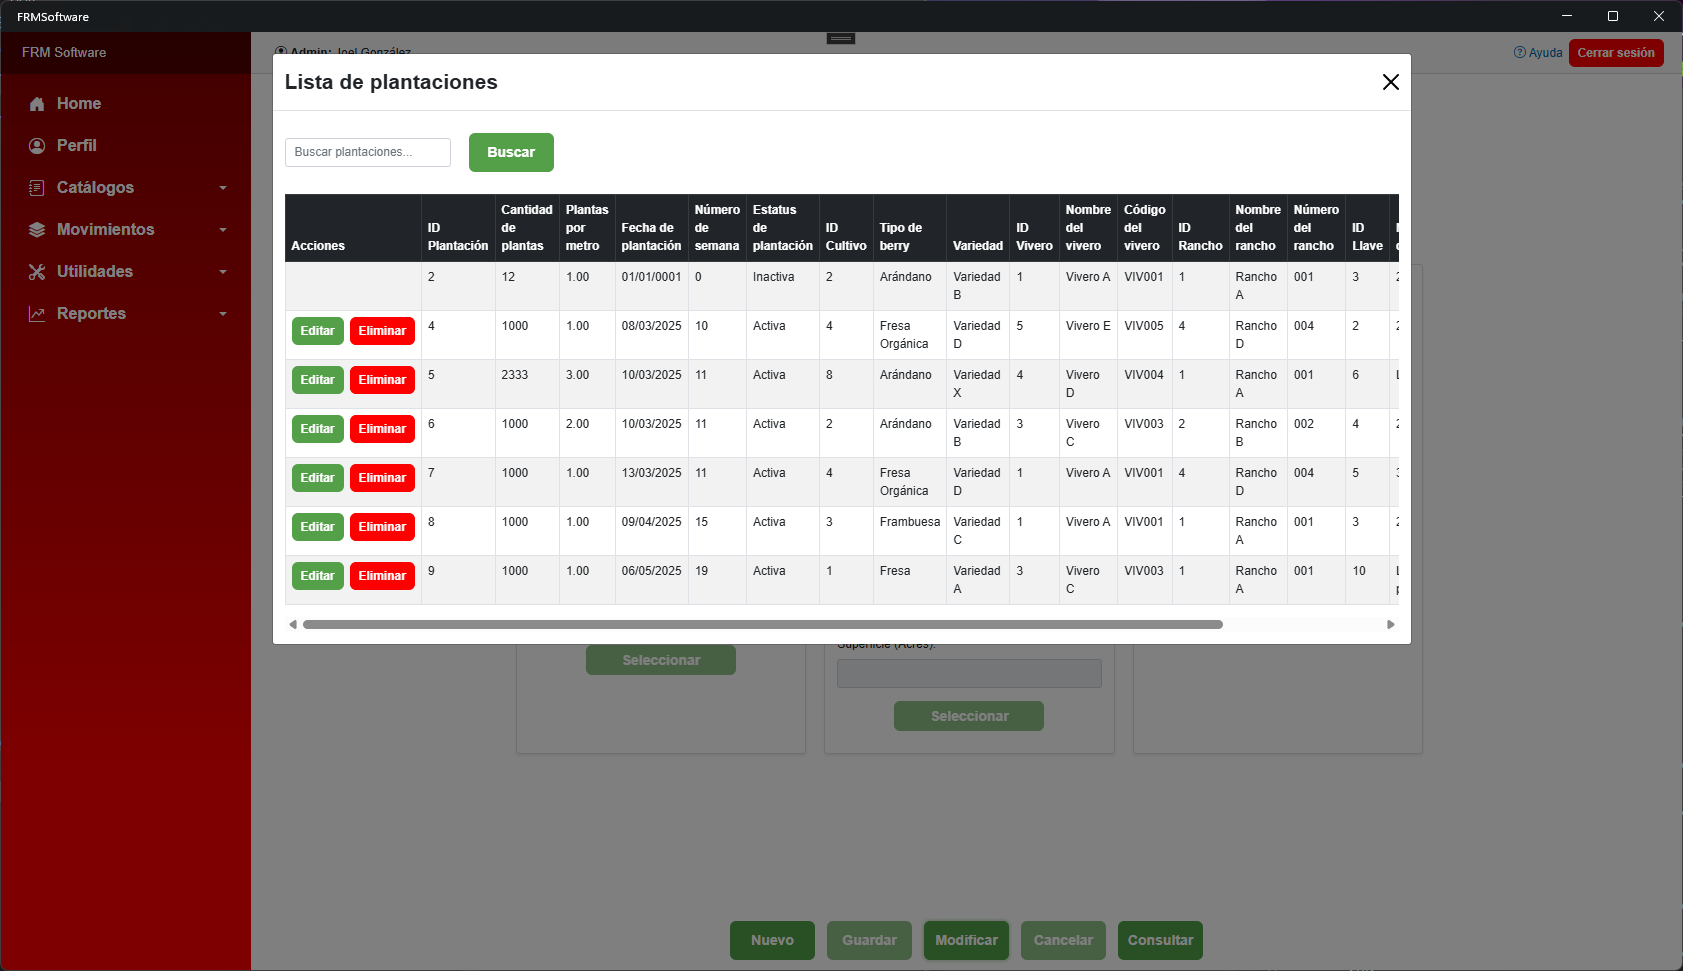 FRMSoftware
FRM Software
Admin: Joel González
Ayuda
Cerrar sesión
Home
Perfil
Catálogos
Movimientos
Utilidades
Reportes
Lista de plantaciones
Buscar plantaciones...
Buscar
Acciones ID Plantación Cantidad de plantas Plantas por metro Fecha de plantación Número de semana Estatus de plantación ID Cultivo Tipo de berry Variedad ID Vivero Nombre del vivero Código del vivero ID Rancho Nombre del rancho Número del rancho ID Llave
2 12 1.00 01/01/0001 0 Inactiva 2 Arándano Variedad B 1 Vivero A VIV001 1 Rancho A 001 3
Editar Eliminar 4 1000 1.00 08/03/2025 10 Activa 4 Fresa Orgánica Variedad D 5 Vivero E VIV005 4 Rancho D 004 2
Editar Eliminar 5 2333 3.00 10/03/2025 11 Activa 8 Arándano Variedad X 4 Vivero D VIV004 1 Rancho A 001 6
Editar Eliminar 6 1000 2.00 10/03/2025 11 Activa 2 Arándano Variedad B 3 Vivero C VIV003 2 Rancho B 002 4
Editar Eliminar 7 1000 1.00 13/03/2025 11 Activa 4 Fresa Orgánica Variedad D 1 Vivero A VIV001 4 Rancho D 004 5
Editar Eliminar 8 1000 1.00 09/04/2025 15 Activa 3 Frambuesa Variedad C 1 Vivero A VIV001 1 Rancho A 001 3
Editar Eliminar 9 1000 1.00 06/05/2025 19 Activa 1 Fresa Variedad A 3 Vivero C VIV003 1 Rancho A 001 10
Superficie (Acres):
Seleccionar
Seleccionar
Nuevo
Guardar
Modificar
Cancelar
Consultar